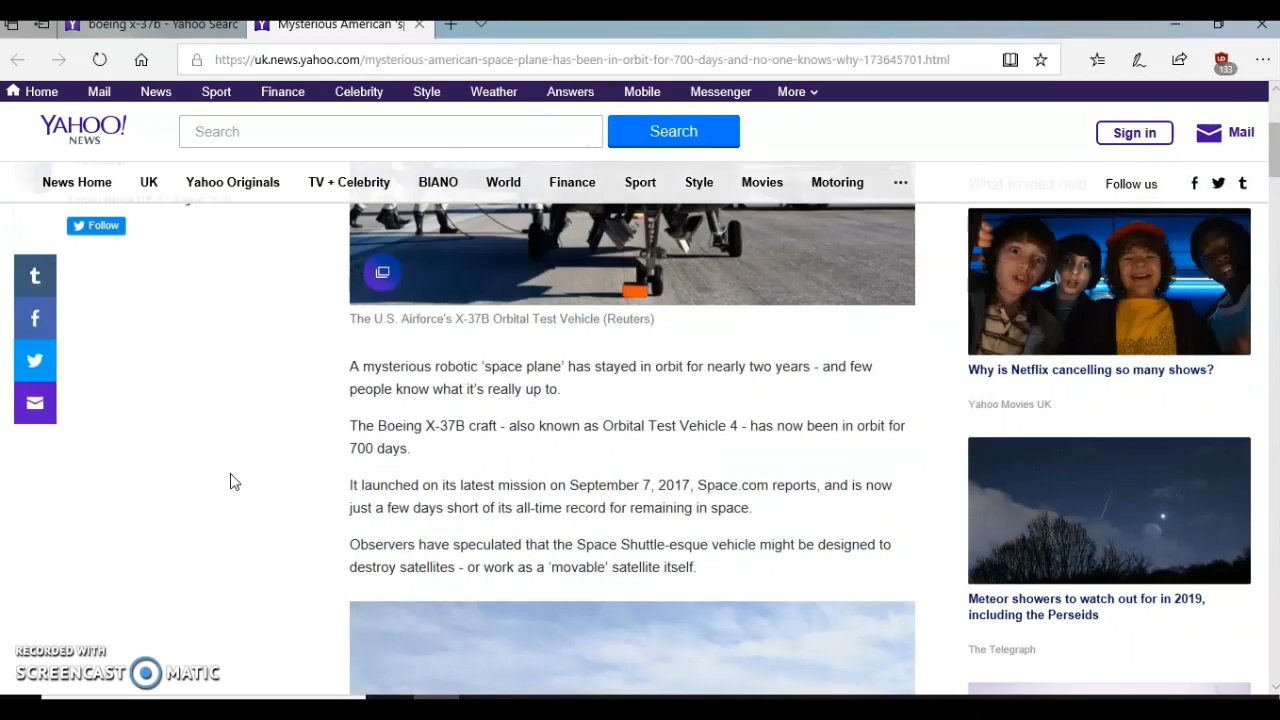 boeing x-37b - Yahoo Searc
Mysterious American 's
https://uk.news.yahoo.com/mysterious-american-space-plane-has-been-in-orbit-for-700-days-and-no-one-knows-why-173645701.html
133
Home Mail News Sport Finance Celebrity Style Weather Answers Mobile Messenger More
YAHOO!
NEWS
Search
Search
Sign in
Mail
News Home UK Yahoo Originals TV + Celebrity BIANO World Finance Sport Style Movies Motoring ... Follow us
Follow
The U.S. Airforce's X-37B Orbital Test Vehicle (Reuters)
A mysterious robotic 'space plane' has stayed in orbit for nearly two years - and few
people know what it's really up to.
The Boeing X-37B craft - also known as Orbital Test Vehicle 4 - has now been in orbit for
700 days.
It launched on its latest mission on September 7, 2017, Space.com reports, and is now
just a few days short of its all-time record for remaining in space.
Observers have speculated that the Space Shuttle-esque vehicle might be designed to
destroy satellites - or work as a 'movable' satellite itself.
Why is Netflix cancelling so many shows?
Yahoo Movies UK
Meteor showers to watch out for in 2019,
including the Perseids
The Telegraph
RECORDED WITH
SCREENCAST MATIC